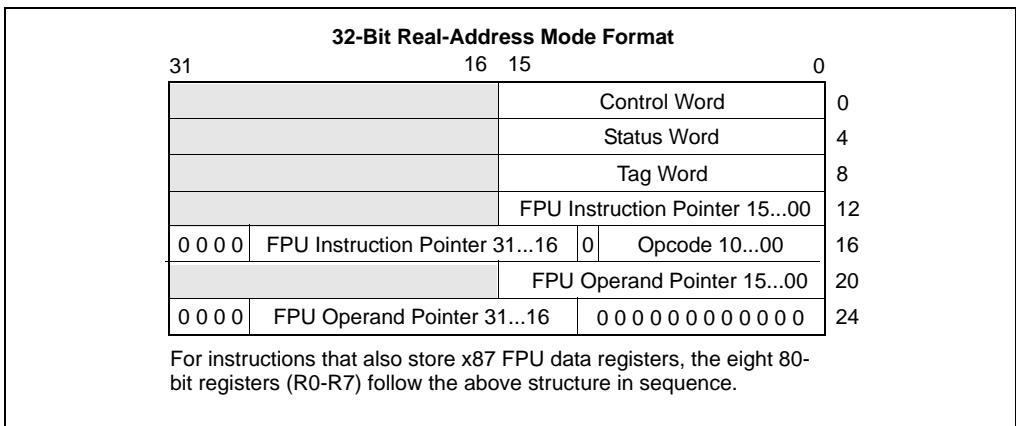 32-Bit Real-Address Mode Format
31 16 15 0
Control Word 0
Status Word 4
Tag Word 8
FPU Instruction Pointer 15...00 12
0 0 0 0 FPU Instruction Pointer 31...16 0 Opcode 10...00 16
FPU Operand Pointer 15...00 20
0 0 0 0 FPU Operand Pointer 31...16 0 0 0 0 0 0 0 0 0 0 0 0 24
For instructions that also store x87 FPU data registers, the eight 80-
bit registers (R0-R7) follow the above structure in sequence.